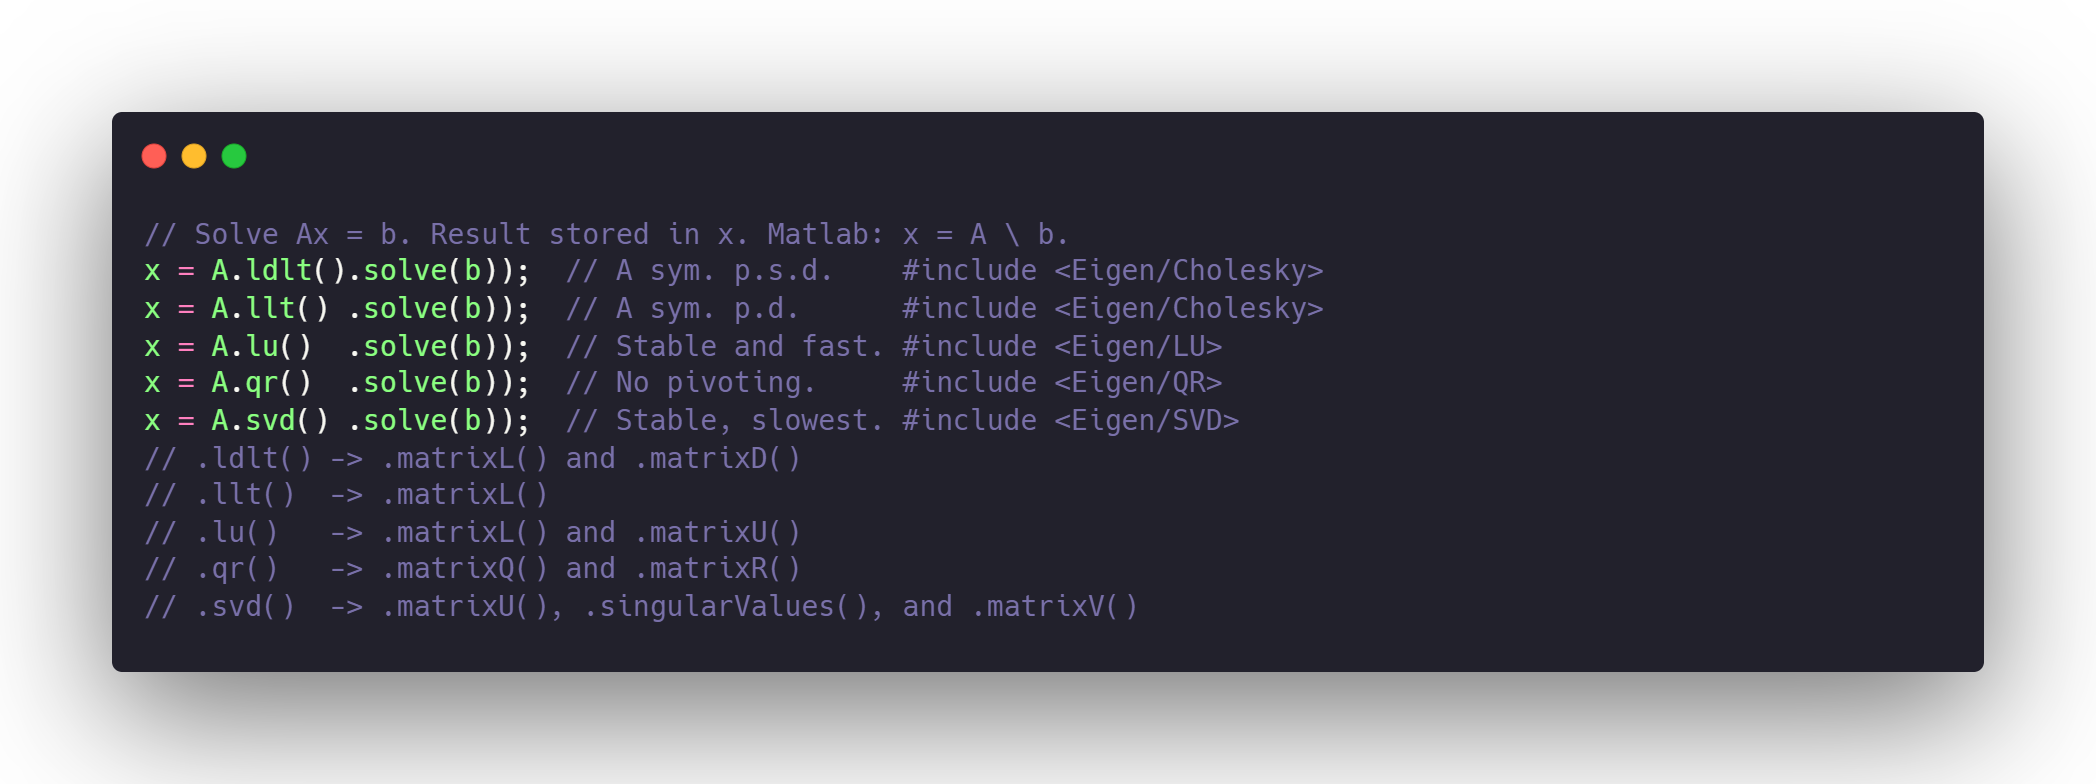 // Solve Ax = b. Result stored in x. Matlab: x = A \ b.
x = A.ldlt().solve(b));  // A sym. p.s.d.    #include <Eigen/Cholesky>
x = A.llt() .solve(b));  // A sym. p.d.      #include <Eigen/Cholesky>
x = A.lu()  .solve(b));  // Stable and fast. #include <Eigen/LU>
x = A.qr()  .solve(b));  // No pivoting.     #include <Eigen/QR>
x = A.svd() .solve(b));  // Stable, slowest. #include <Eigen/SVD>
// .ldlt() -> .matrixL() and .matrixD()
// .llt()  -> .matrixL()
// .lu()   -> .matrixL() and .matrixU()
// .qr()   -> .matrixQ() and .matrixR()
// .svd()  -> .matrixU(), .singularValues(), and .matrixV()